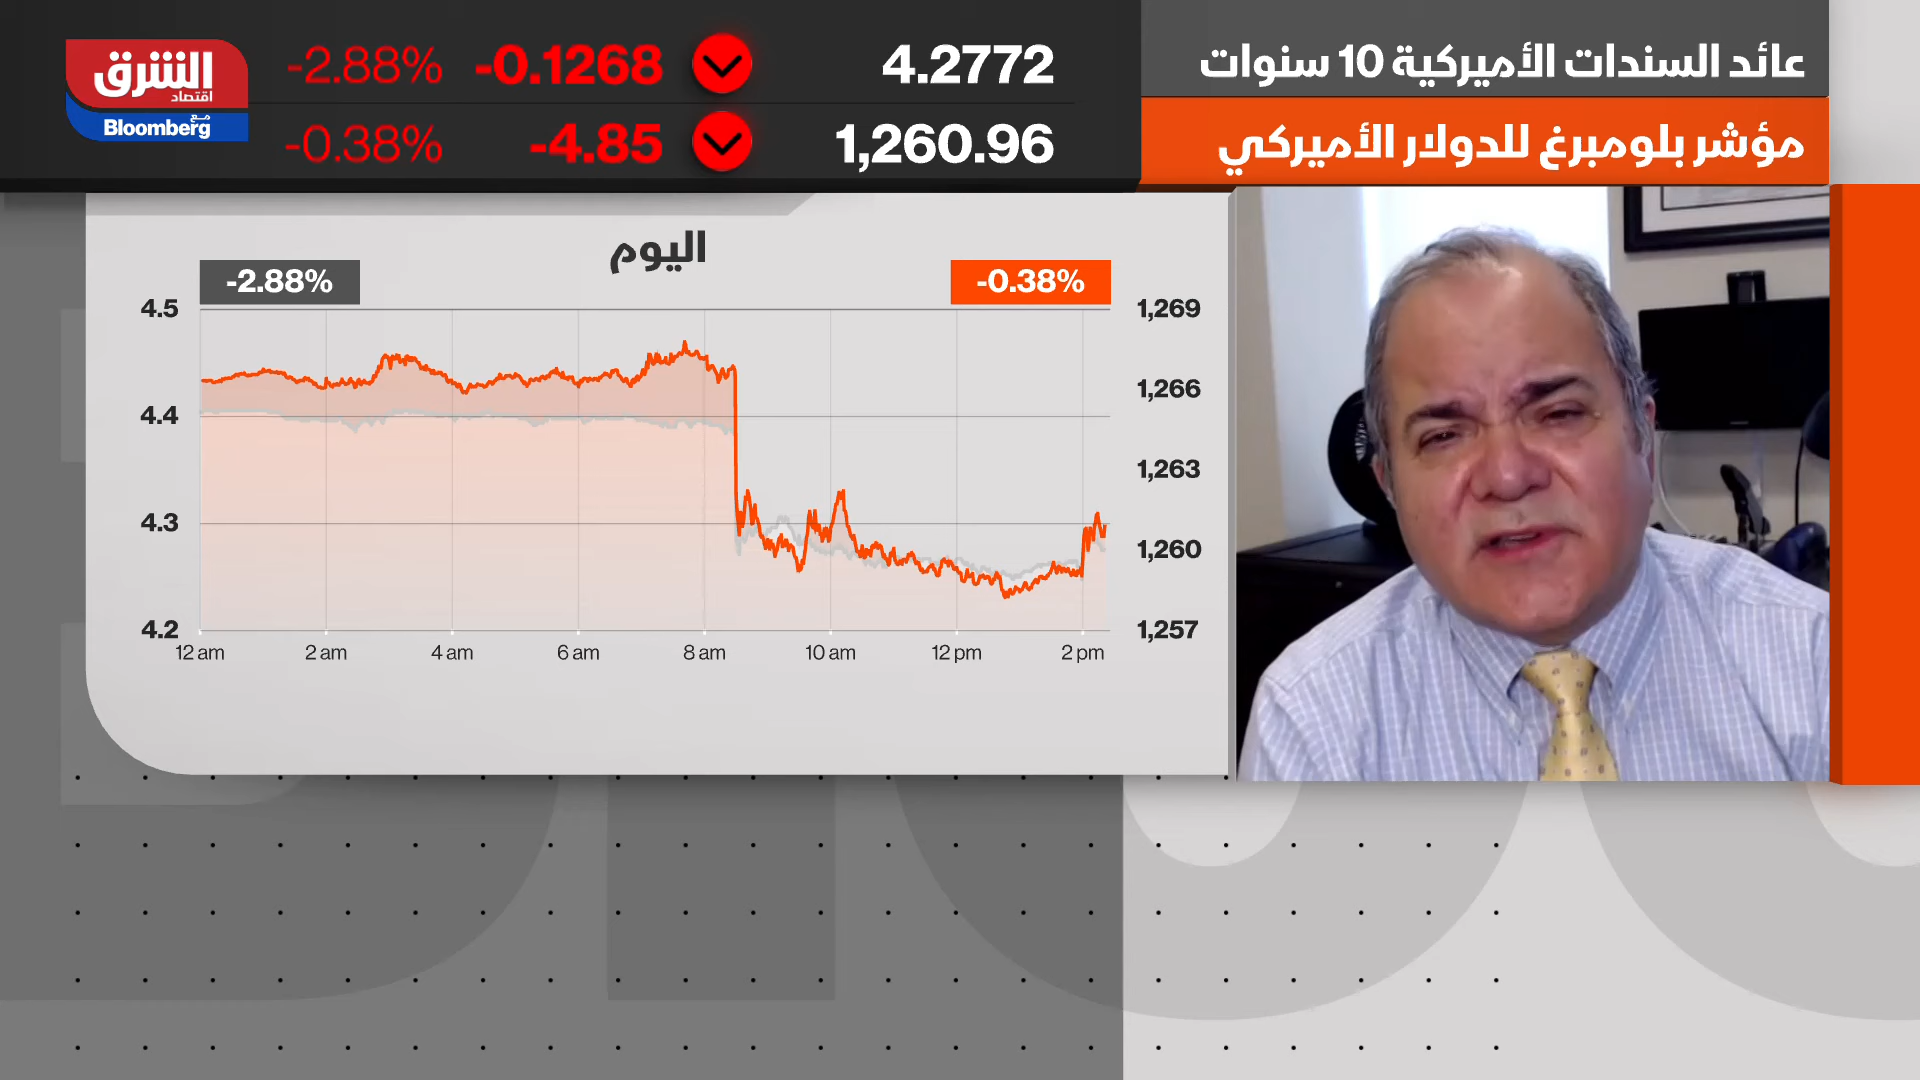 الشرق
اقتصاد
مع
Bloomberg
عائد السندات الأميركية 10 سنوات
4.2772
-0.1268
-2.88%
مؤشر بلومبرغ للدولار الأميركي
1,260.96
-4.85
-0.38%
اليوم
-2.88%
-0.38%
4.5
4.4
4.3
4.2
1,269
1,266
1,263
1,260
1,257
12 am 2 am 4 am 6 am 8 am 10 am 12 pm 2 pm